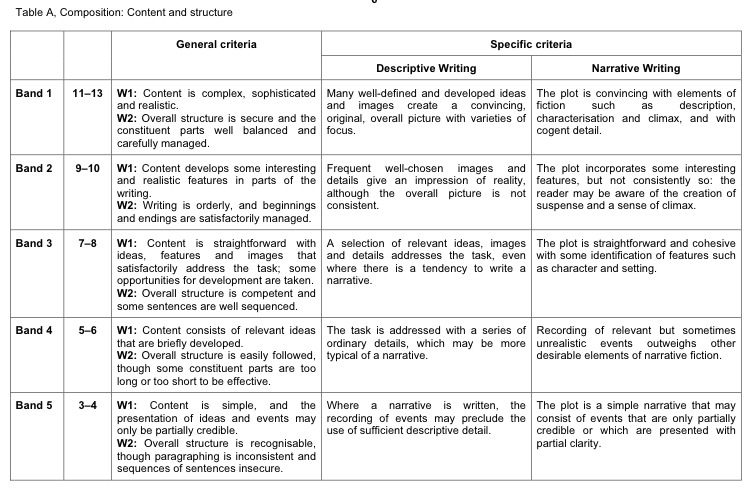 Table A, Composition: Content and structure
General criteria
Specific criteria
Descriptive Writing
Narrative Writing
Band 1
11–13
W1: Content is complex, sophisticated
and realistic.
W2: Overall structure is secure and the
constituent parts well balanced and
carefully managed.
Many well-defined and developed ideas
and images create a convincing,
original, overall picture with varieties of
focus.
The plot is convincing with elements of
fiction such as description,
characterisation and climax, and with
cogent detail.
Band 2
9–10
W1: Content develops some interesting
and realistic features in parts of the
writing.
W2: Writing is orderly, and beginnings
and endings are satisfactorily managed.
Frequent well-chosen images and
details give an impression of reality,
although the overall picture is not
consistent.
The plot incorporates some interesting
features, but not consistently so: the
reader may be aware of the creation of
suspense and a sense of climax.
Band 3
7–8
W1: Content is straightforward with
ideas, features and images that
satisfactorily address the task; some
opportunities for development are taken.
W2: Overall structure is competent and
some sentences are well sequenced.
A selection of relevant ideas, images
and details addresses the task, even
where there is a tendency to write a
narrative.
The plot is straightforward and cohesive
with some identification of features such
as character and setting.
Band 4
5–6
W1: Content consists of relevant ideas
that are briefly developed.
W2: Overall structure is easily followed,
though some constituent parts are too
long or too short to be effective.
The task is addressed with a series of
ordinary details, which may be more
typical of a narrative.
Recording of relevant but sometimes
unrealistic events outweighs other
desirable elements of narrative fiction.
Band 5
3–4
W1: Content is simple, and the
presentation of ideas and events may
only be partially credible.
W2: Overall structure is recognisable,
though paragraphing is inconsistent and
sequences of sentences insecure.
Where a narrative is written, the
recording of events may preclude the
use of sufficient descriptive detail.
The plot is a simple narrative that may
consist of events that are only partially
credible or which are presented with
partial clarity.